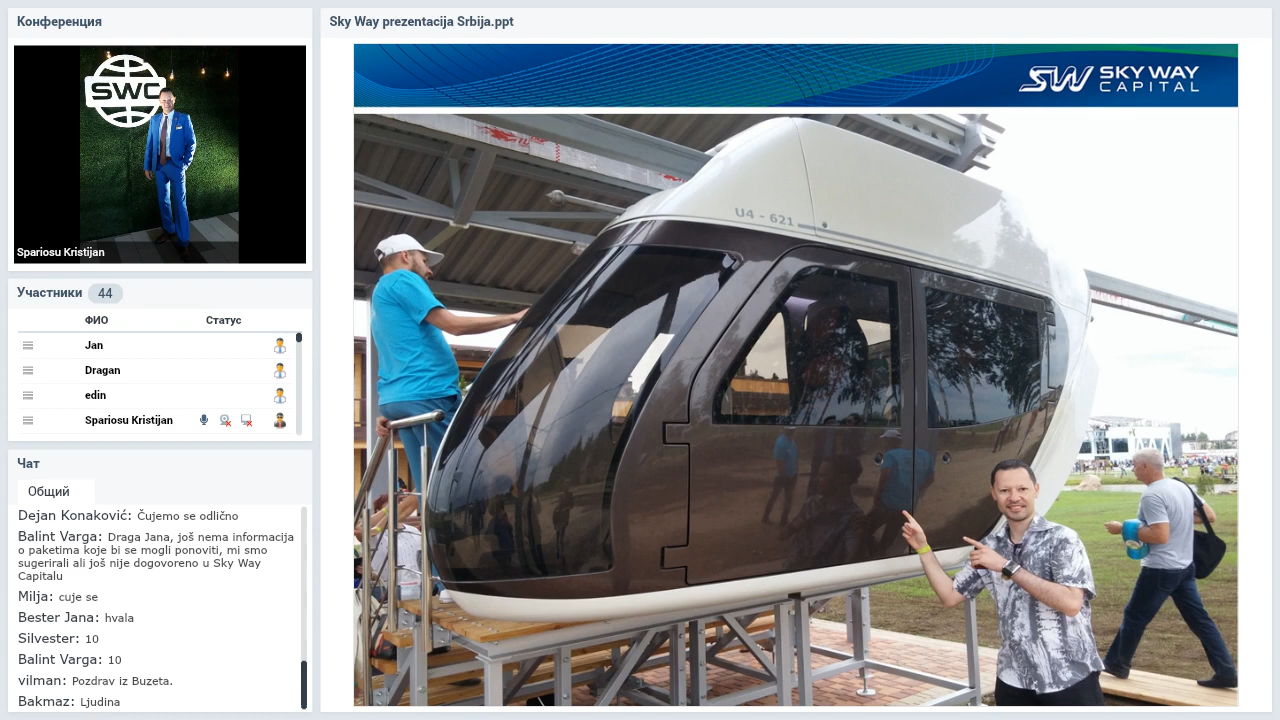 Конференция
SWC
Spariosu Kristijan
Участники 44
ФИО Статус
Jan
Dragan
edin
Spariosu Kristijan
Чат
Общий
Dejan Konaković: Čujemo se odlično
Balint Varga: Draga Jana, još nema informacija
o paketima koje bi se mogli ponoviti, mi smo
sugerirali ali još nije dogovoreno u Sky Way
Capitalu
Milja: cuje se
Bester Jana: hvala
Silvester: 10
Balint Varga: 10
vilman: Pozdrav iz Buzeta.
Bakmaz: Ljudina
Sky Way prezentacija Srbija.ppt
SW SKY WAY
CAPITAL
U4 - 621